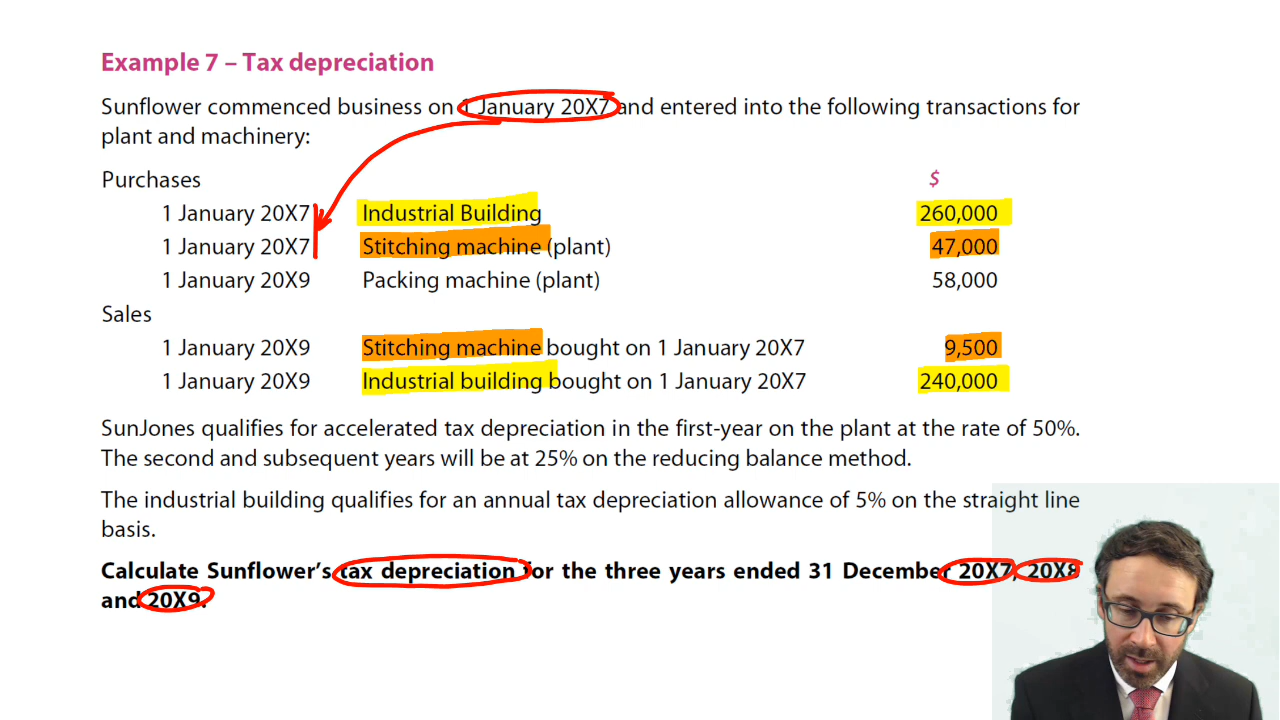 Example 7 – Tax depreciation
Sunflower commenced business on 1 January 20X7 and entered into the following transactions for
plant and machinery:
Purchases $
1 January 20X7 Industrial Building 260,000
1 January 20X7 Stitching machine (plant) 47,000
1 January 20X9 Packing machine (plant) 58,000
Sales
1 January 20X9 Stitching machine bought on 1 January 20X7 9,500
1 January 20X9 Industrial building bought on 1 January 20X7 240,000
SunJones qualifies for accelerated tax depreciation in the first-year on the plant at the rate of 50%.
The second and subsequent years will be at 25% on the reducing balance method.
The industrial building qualifies for an annual tax depreciation allowance of 5% on the straight line
basis.
Calculate Sunflower's tax depreciation for the three years ended 31 December 20X7, 20X8
and 20X9.